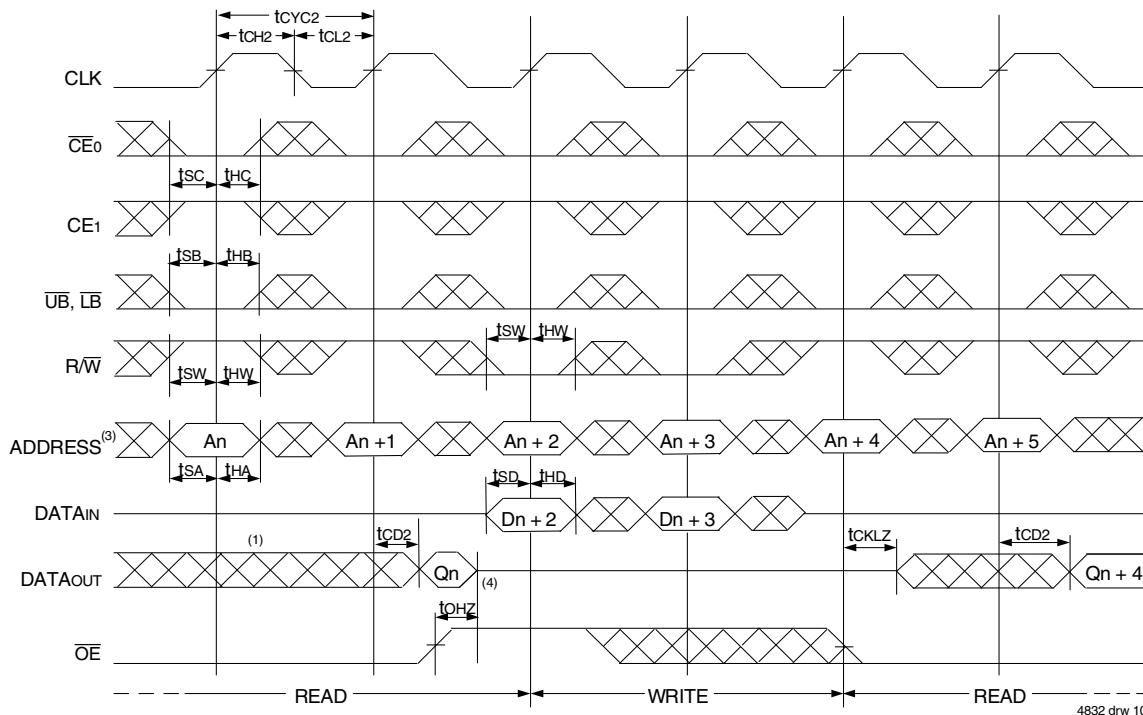 tCYC2
tCH2 tCL2
CLK
CE0
tSC tHC
CE1
tSB tHB
UB, LB
tSW tHW
R/W
tSW tHW
ADDRESS(3) An An +1 An + 2 An + 3 An + 4 An + 5
tSA tHA tSD tHD
DATAIN Dn + 2 Dn + 3
(1) tCD2 tCKLZ tCD2
DATAOUT Qn (4) Qn + 4
tOHZ
OE
READ WRITE READ
4832 drw 10